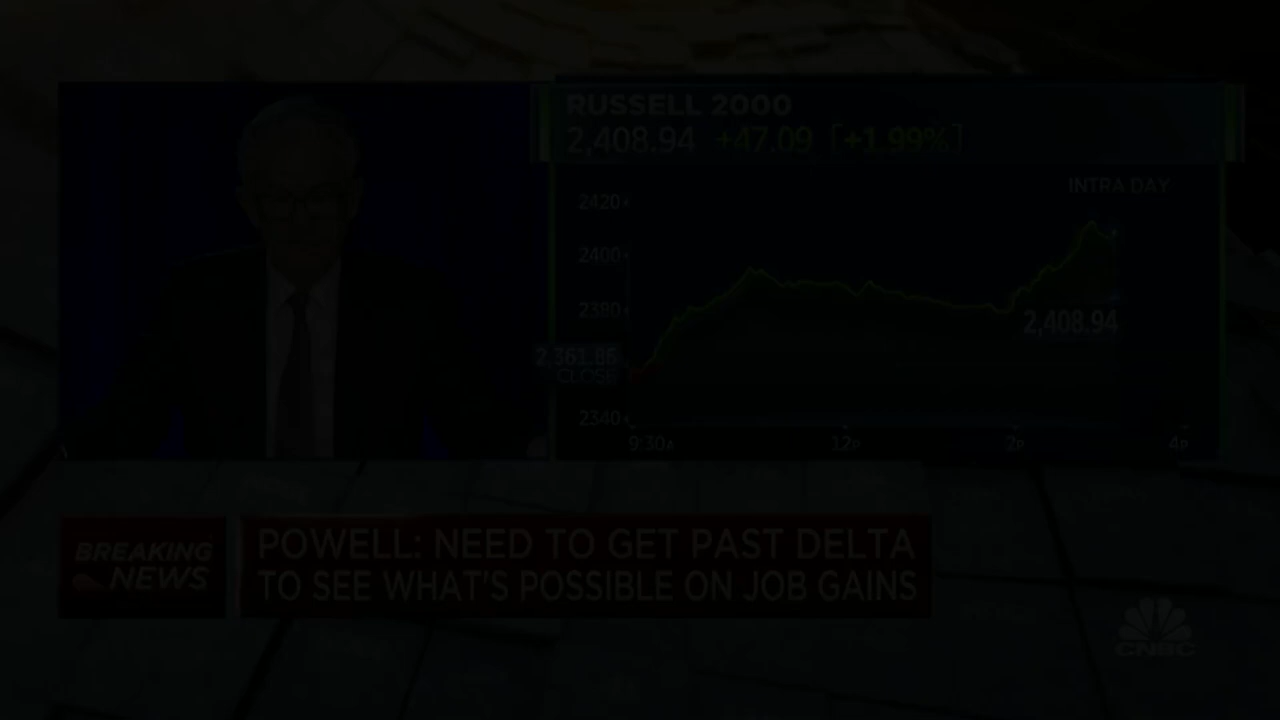 RUSSELL 2000
2,408.94 +47.09 [+1.99%]
INTRA DAY
2420
2400
2380
2,408.94
2,361.86
CLOSE
2340
9:30A 12P 2P 4P
BREAKING
NEWS
POWELL: NEED TO GET PAST DELTA
TO SEE WHAT'S POSSIBLE ON JOB GAINS
CNBC